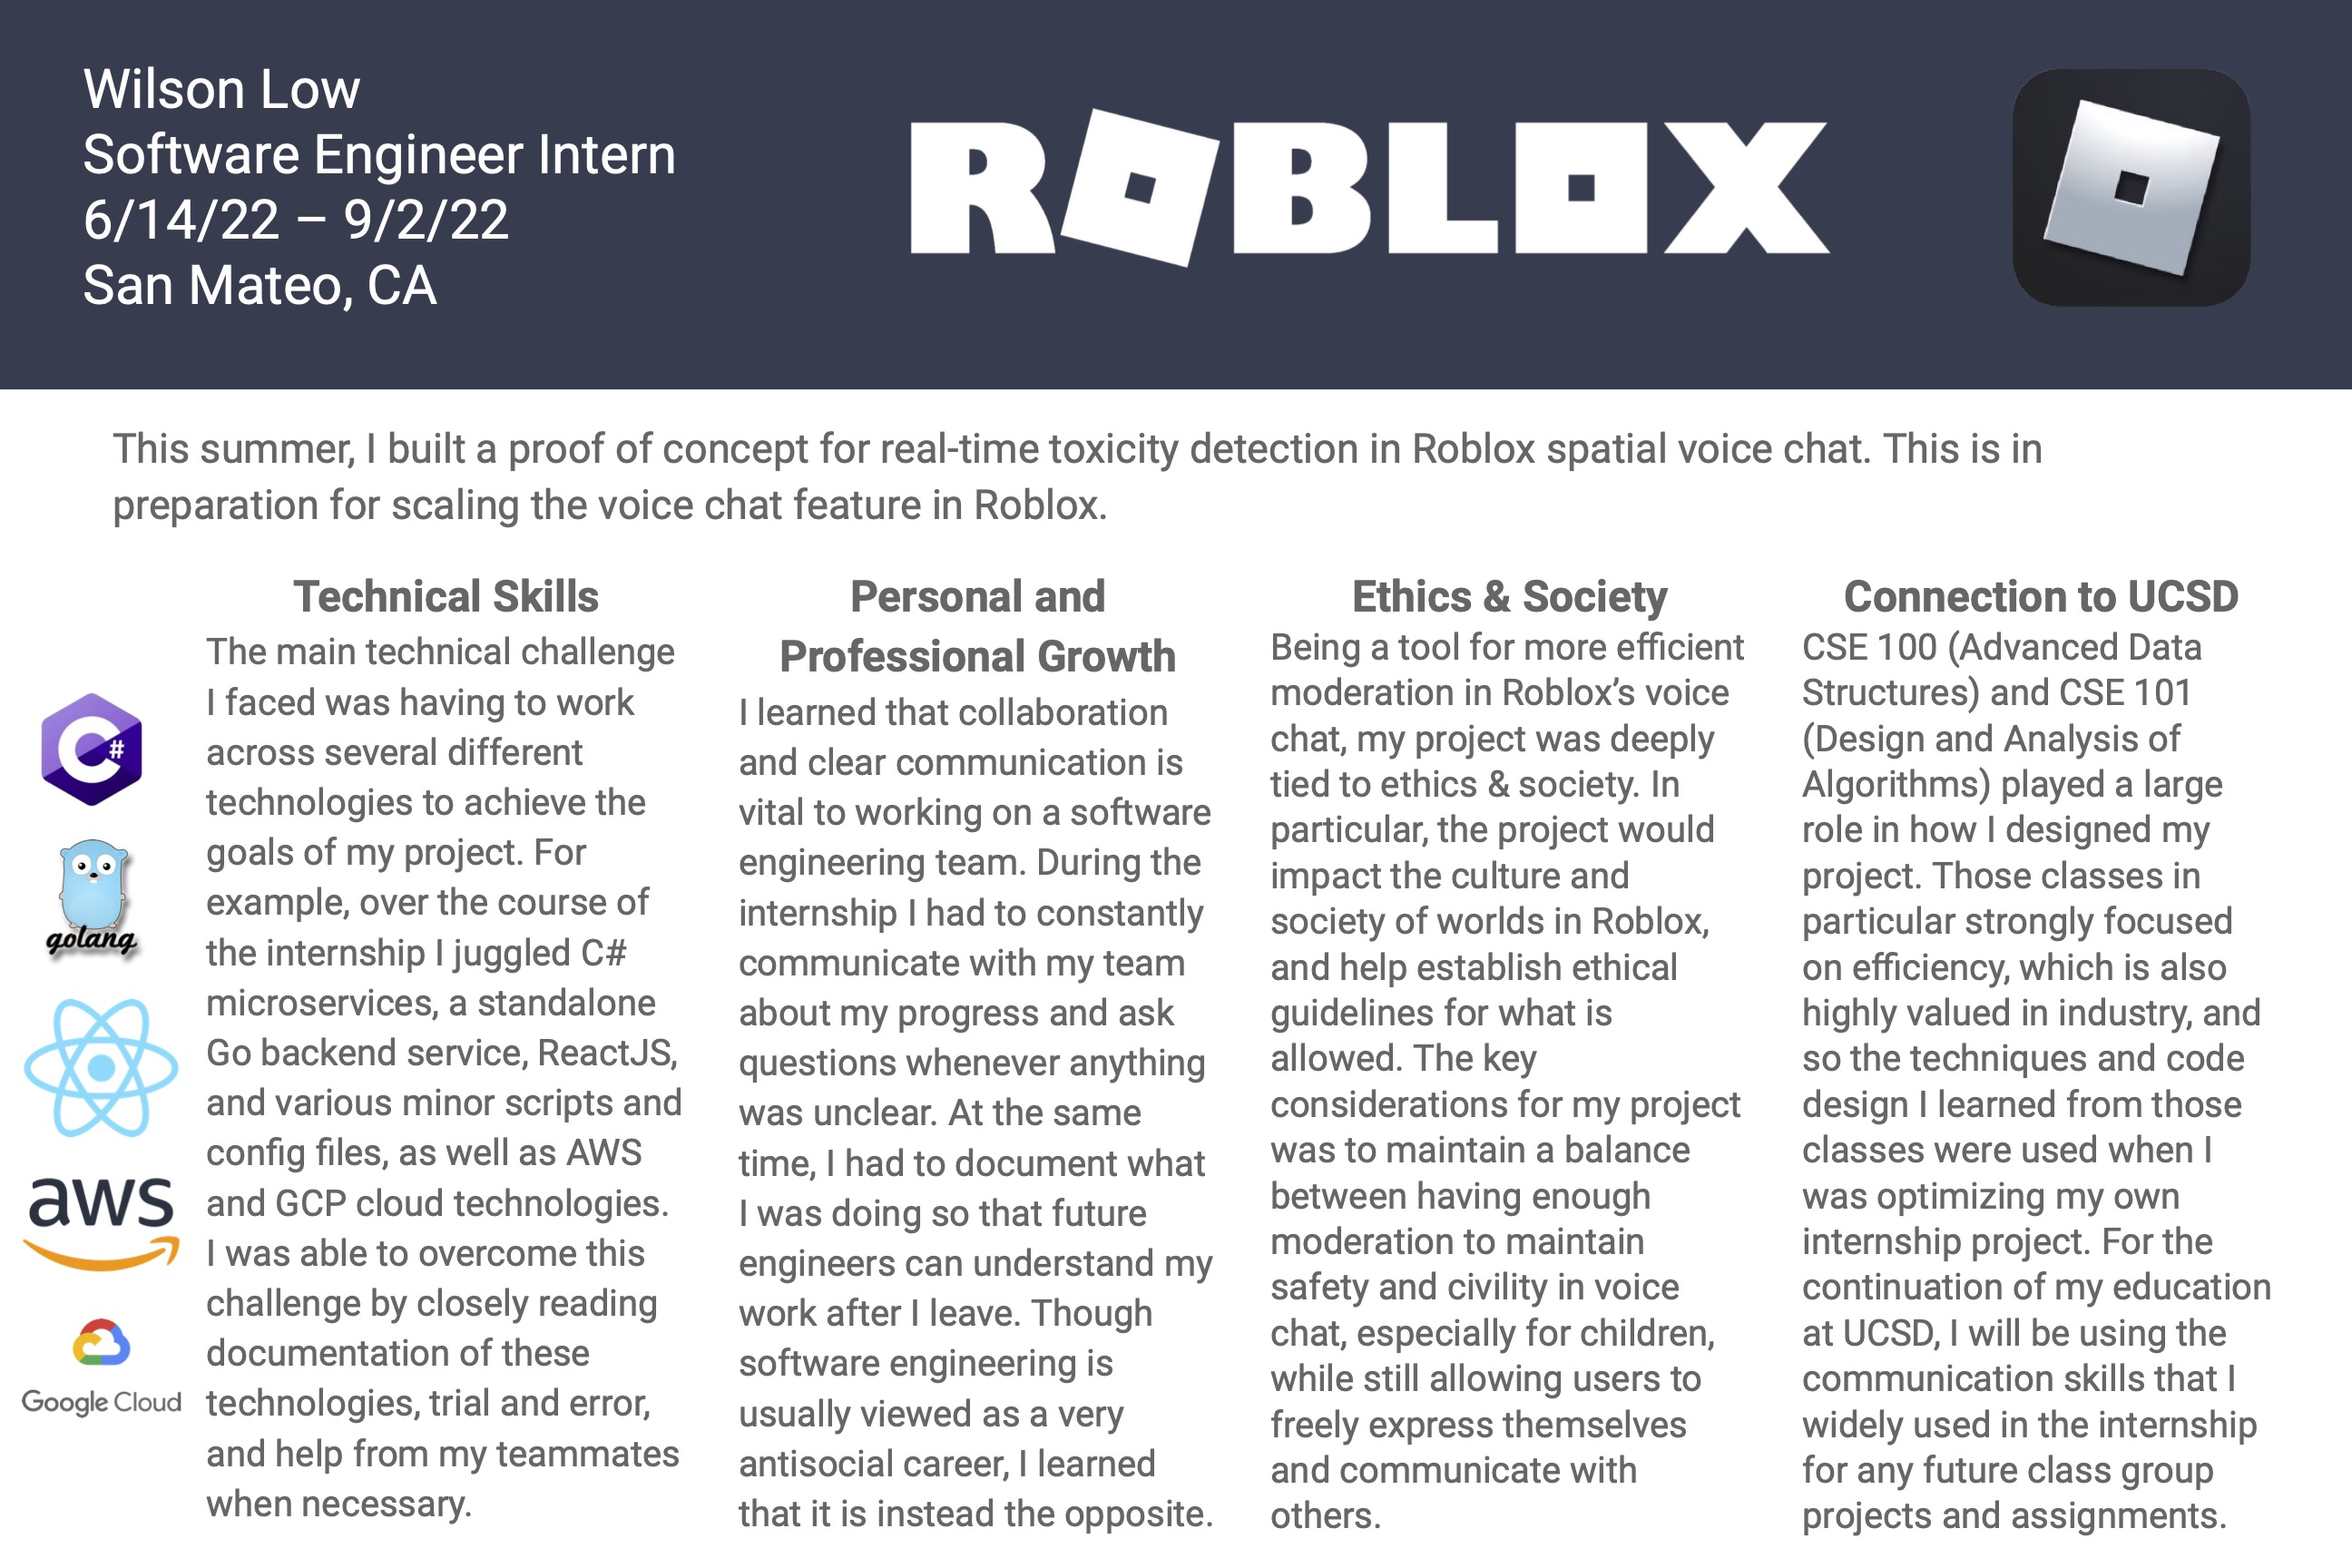 Wilson Low
Software Engineer Intern
6/14/22 – 9/2/22
San Mateo, CA
ROBLOX
This summer, I built a proof of concept for real-time toxicity detection in Roblox spatial voice chat. This is in
preparation for scaling the voice chat feature in Roblox.
Technical Skills
The main technical challenge
I faced was having to work
across several different
technologies to achieve the
goals of my project. For
example, over the course of
the internship I juggled C#
microservices, a standalone
Go backend service, ReactJS,
and various minor scripts and
config files, as well as AWS
and GCP cloud technologies.
I was able to overcome this
challenge by closely reading
documentation of these
technologies, trial and error,
and help from my teammates
when necessary.
C#
golang
aws
Google Cloud
Personal and
Professional Growth
I learned that collaboration
and clear communication is
vital to working on a software
engineering team. During the
internship I had to constantly
communicate with my team
about my progress and ask
questions whenever anything
was unclear. At the same
time, I had to document what
I was doing so that future
engineers can understand my
work after I leave. Though
software engineering is
usually viewed as a very
antisocial career, I learned
that it is instead the opposite.
Ethics & Society
Being a tool for more efficient
moderation in Roblox’s voice
chat, my project was deeply
tied to ethics & society. In
particular, the project would
impact the culture and
society of worlds in Roblox,
and help establish ethical
guidelines for what is
allowed. The key
considerations for my project
was to maintain a balance
between having enough
moderation to maintain
safety and civility in voice
chat, especially for children,
while still allowing users to
freely express themselves
and communicate with
others.
Connection to UCSD
CSE 100 (Advanced Data
Structures) and CSE 101
(Design and Analysis of
Algorithms) played a large
role in how I designed my
project. Those classes in
particular strongly focused
on efficiency, which is also
highly valued in industry, and
so the techniques and code
design I learned from those
classes were used when I
was optimizing my own
internship project. For the
continuation of my education
at UCSD, I will be using the
communication skills that I
widely used in the internship
for any future class group
projects and assignments.